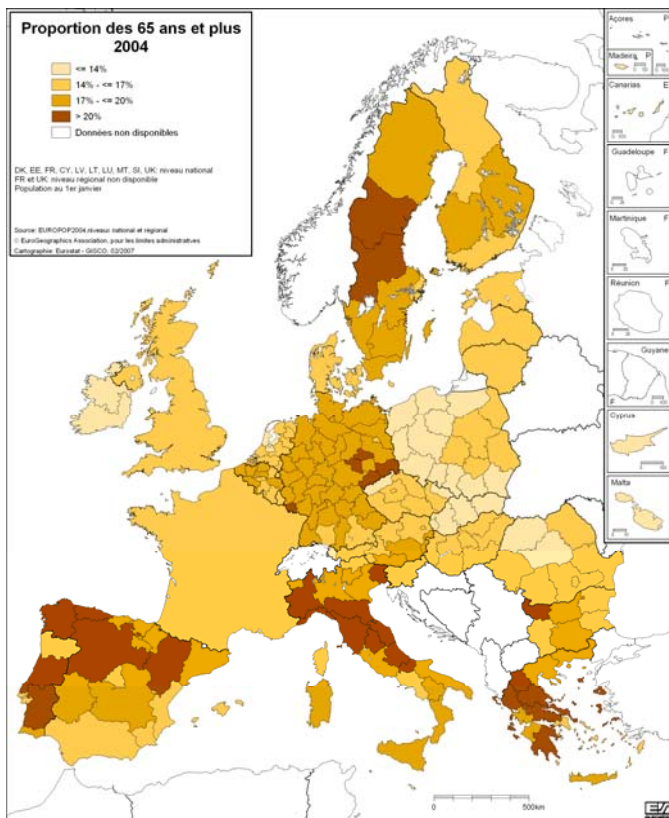 Proportion des 65 ans et plus
2004
<= 14%
14% - <= 17%
17% - <= 20%
> 20%
Données non disponibles
DK, EE, FR, CY, LV, LT, LU, MT, SI, UK: niveau national
FR et UK: niveau régional non disponible
Population au 1er janvier
Source: EUROPOP2004,niveaux national et régional
© EuroGeographics Association, pour les limites administratives
Cartographie: Eurostat - GISCO, 02/2007
Açores P
Madeira P
Canarias E
Guadeloupe F
Martinique F
Réunion F
Guyane
F
Cyprus
Malta
0 500km